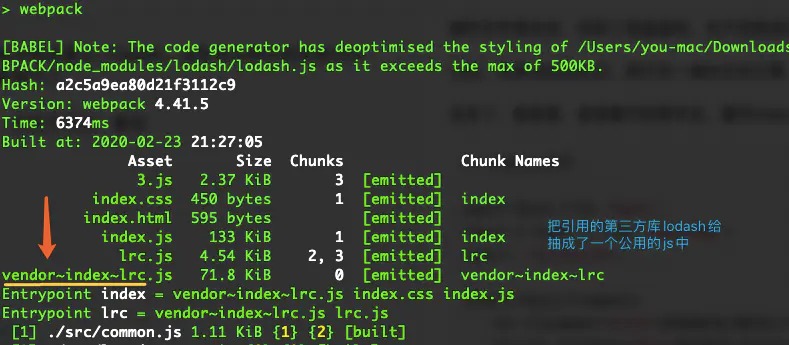 > webpack
[BABEL] Note: The code generator has deoptimised the styling of /Users/you-mac/Downloads
BPACK/node_modules/lodash/lodash.js as it exceeds the max of 500KB.
Hash: a2c5a9ea80d21f3112c9
Version: webpack 4.41.5
Time: 6374ms
Built at: 2020-02-23 21:27:05
Asset Size Chunks Chunk Names
3.js 2.37 KiB 3 [emitted]
index.css 450 bytes 1 [emitted] index
index.html 595 bytes [emitted]
index.js 133 KiB 1 [emitted] index
lrc.js 4.54 KiB 2, 3 [emitted] lrc
vendor~index~lrc.js 71.8 KiB 0 [emitted] vendor~index~lrc
把引用的第三方库lodash给
抽成了一个公用的js中
Entrypoint index = vendor~index~lrc.js index.css index.js
Entrypoint lrc = vendor~index~lrc.js lrc.js
[1] ./src/common.js 1.11 KiB {1} {2} [built]